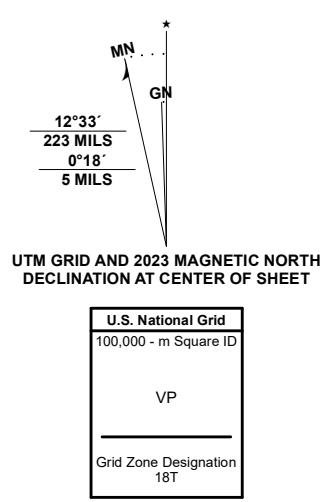 ★
MN
GN
12°33´
223 MILS
0°18´
5 MILS
UTM GRID AND 2023 MAGNETIC NORTH
DECLINATION AT CENTER OF SHEET
U.S. National Grid
100,000 - m Square ID
VP
Grid Zone Designation
18T